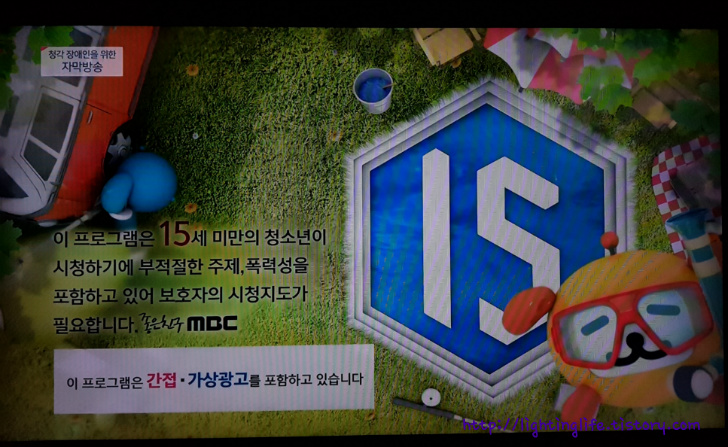 청각 장애인을 위한
자막방송
이 프로그램은 15세 미만의 청소년이
시청하기에 부적절한 주제,폭력성을
포함하고 있어 보호자의 시청지도가
필요합니다. 좋은친구 MBC
이 프로그램은 간접·가상광고를 포함하고 있습니다
15
http://lightinglife.tistory.com